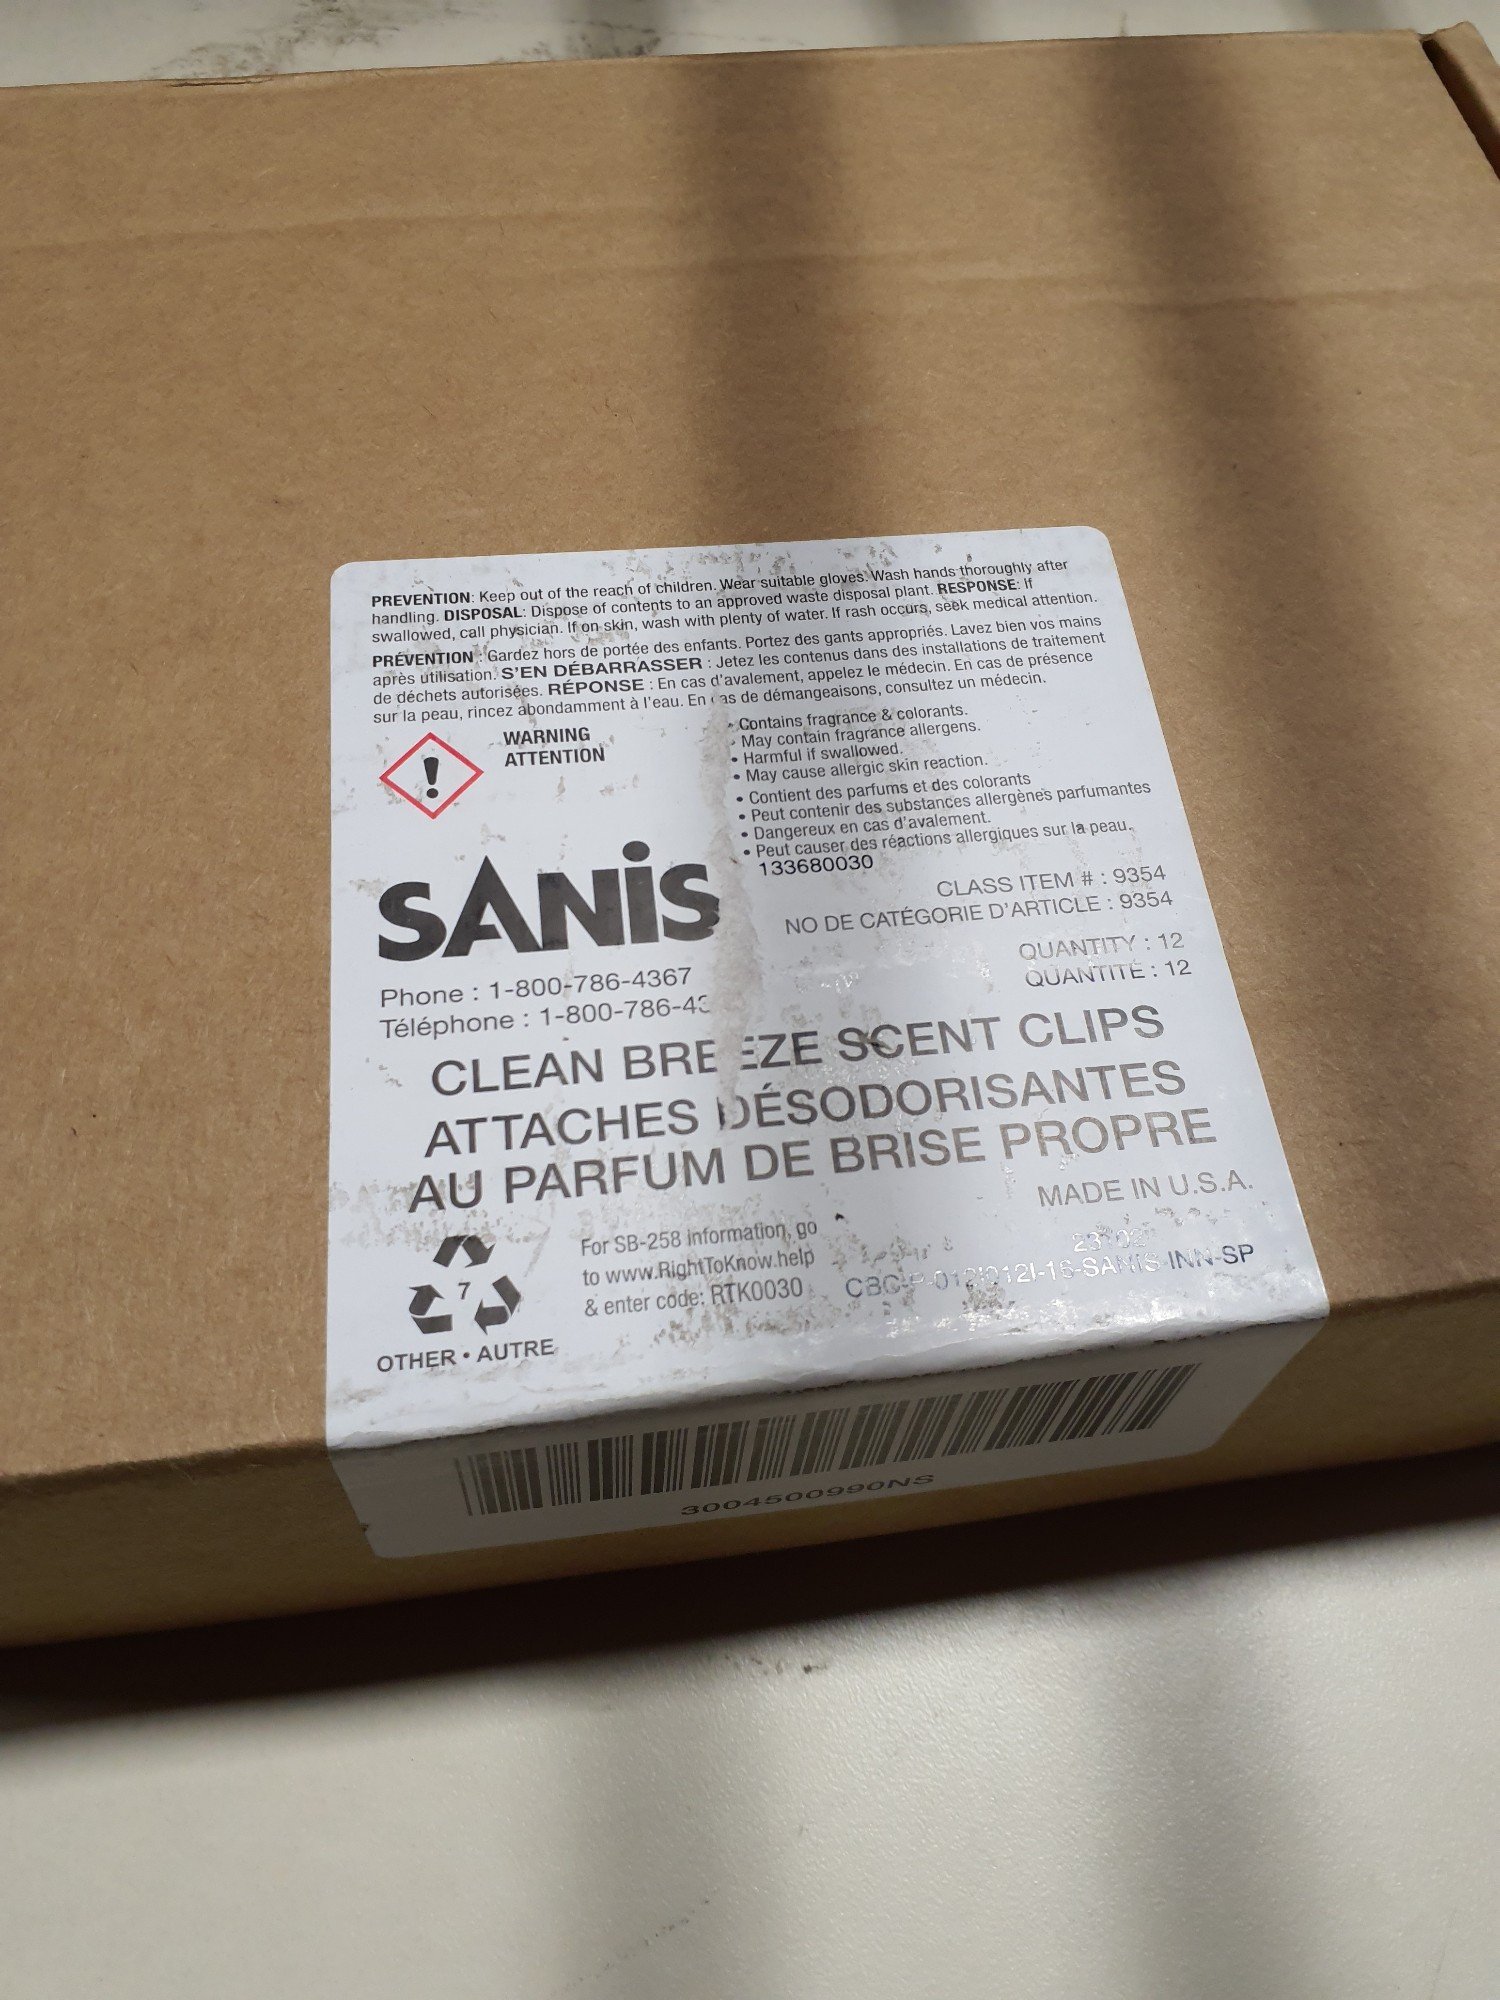 PREVENTION: Keep out of the reach of children. Wear suitable gloves. Wash hands thoroughly after
handling. DISPOSAL: Dispose of contents to an approved waste disposal plant. RESPONSE: If
swallowed, call physician. If on skin, wash with plenty of water. If rash occurs, seek medical attention.
PRÉVENTION : Gardez hors de portée des enfants. Portez des gants appropriés. Lavez bien vos mains
après utilisation. S'EN DÉBARRASSER : Jetez les contenus dans des installations de traitement
de déchets autorisées. RÉPONSE : En cas d'avalement, appelez le médecin. En cas de présence
sur la peau, rincez abondamment à l'eau. En cas de démangeaisons, consultez un médecin.
!
WARNING
ATTENTION
• Contains fragrance & colorants.
• May contain fragrance allergens.
• Harmful if swallowed.
• May cause allergic skin reaction.
• Contient des parfums et des colorants
• Peut contenir des substances allergènes parfumantes
• Dangereux en cas d'avalement.
• Peut causer des réactions allergiques sur la peau.
133680030
SANIS
CLASS ITEM # : 9354
NO DE CATÉGORIE D'ARTICLE : 9354
QUANTITY : 12
QUANTITÉ : 12
Phone : 1-800-786-4367
Téléphone : 1-800-786-43
CLEAN BREEZE SCENT CLIPS
ATTACHES DÉSODORISANTES
AU PARFUM DE BRISE PROPRE
MADE IN U.S.A.
7
OTHER • AUTRE
For SB-258 information, go
to www.RightToKnow.help
& enter code: RTK0030
3004500990NS